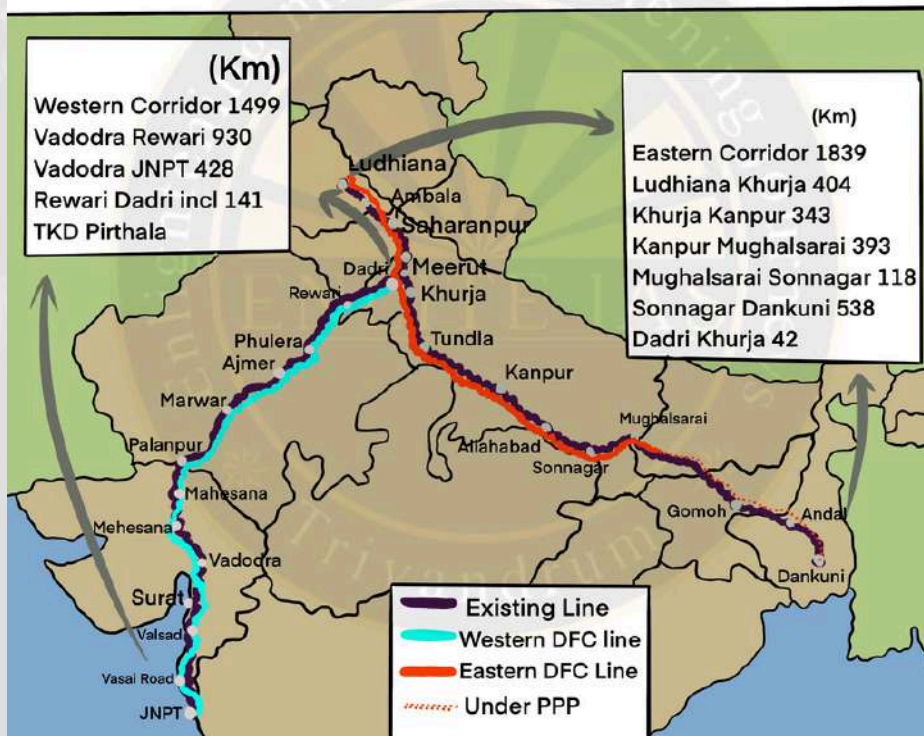 (Km)
Western Corridor 1499
Vadodra Rewari 930
Vadodra JNPT 428
Rewari Dadri incl 141
TKD Pirthala
(Km)
Eastern Corridor 1839
Ludhiana Khurja 404
Khurja Kanpur 343
Kanpur Mughalsarai 393
Mughalsarai Sonnagar 118
Sonnagar Dankuni 538
Dadri Khurja 42
Ludhiana
Ambala
Saharanpur
Dadri
Meerut
Rewari
Khurja
Phulera
Tundla
Ajmer
Kanpur
Marwar
Mughalsarai
Allahabad
Palanpur
Sonnagar
Mahesana
Gomoh
Andal
Mehesana
Vadodra
Dankuni
Surat
Valsad
Vasai Road
JNPT
Existing Line
Western DFC line
Eastern DFC Line
Under PPP
Trivandrum